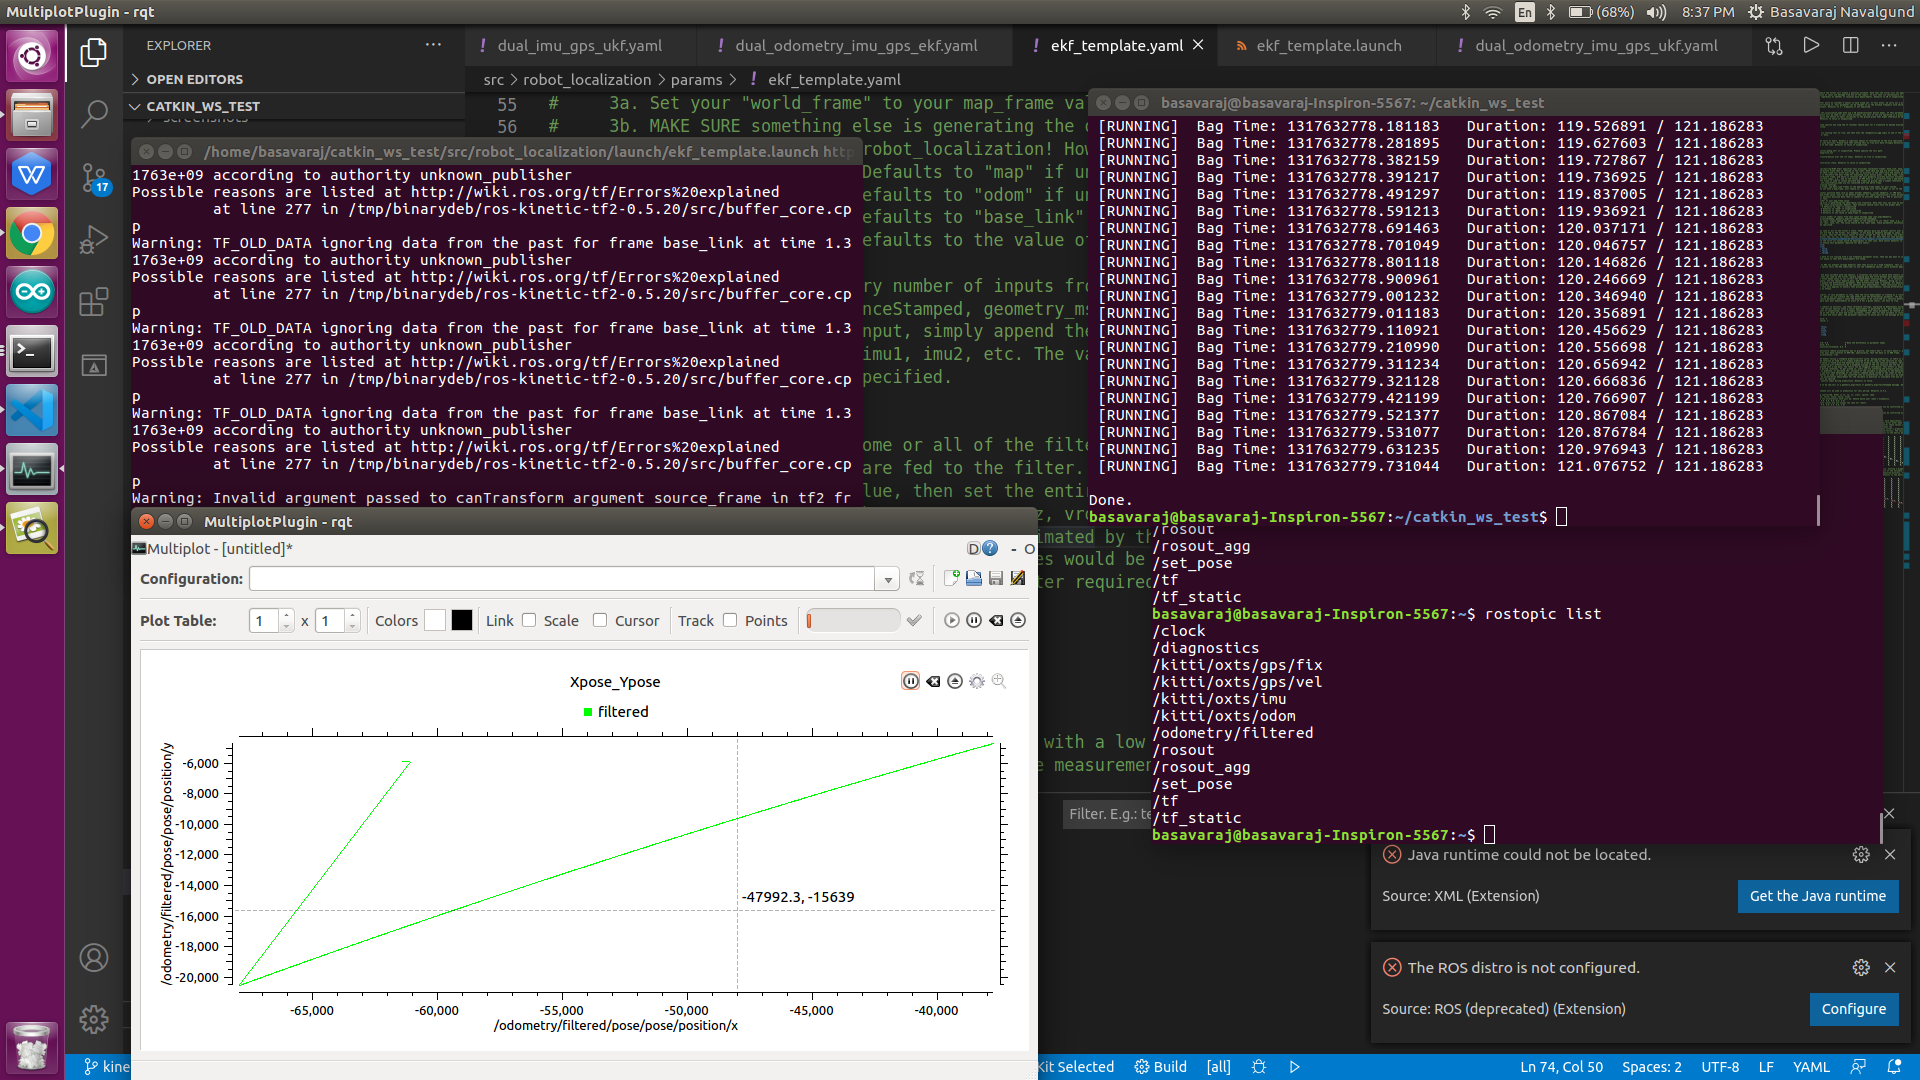 MultiplotPlugin - rqt
En
(68%)
8:37 PM
Basavaraj Navalgund
EXPLORER
OPEN EDITORS
CATKIN_WS_TEST
17
dual_imu_gps_ukf.yaml
dual_odometry_imu_gps_ekf.yaml
ekf_template.yaml
ekf_template.launch
dual_odometry_imu_gps_ukf.yaml
src > robot_localization > params > ! ekf_template.yaml
55 # 3a. Set your "world_frame" to your map_frame va
56 # 3b. MAKE SURE something else is generating the
robot_localization! How
Defaults to "map" if un
efaults to "odom" if un
efaults to "base_link"
efaults to the value of
ry number of inputs fro
nceStamped, geometry_ms
nput, simply append the
imu1, imu2, etc. The va
pecified.
ome or all of the filte
are fed to the filter.
lue, then set the entir
z, vro
imated by th
es would be
ter required
with a low
e measuremen
/home/basavaraj/catkin_ws_test/src/robot_localization/launch/ekf_template.launch http
1763e+09 according to authority unknown_publisher
Possible reasons are listed at http://wiki.ros.org/tf/Errors%20explained
at line 277 in /tmp/binarydeb/ros-kinetic-tf2-0.5.20/src/buffer_core.cp
p
Warning: TF_OLD_DATA ignoring data from the past for frame base_link at time 1.3
1763e+09 according to authority unknown_publisher
Possible reasons are listed at http://wiki.ros.org/tf/Errors%20explained
at line 277 in /tmp/binarydeb/ros-kinetic-tf2-0.5.20/src/buffer_core.cp
p
Warning: TF_OLD_DATA ignoring data from the past for frame base_link at time 1.3
1763e+09 according to authority unknown_publisher
Possible reasons are listed at http://wiki.ros.org/tf/Errors%20explained
at line 277 in /tmp/binarydeb/ros-kinetic-tf2-0.5.20/src/buffer_core.cp
p
Warning: TF_OLD_DATA ignoring data from the past for frame base_link at time 1.3
1763e+09 according to authority unknown_publisher
Possible reasons are listed at http://wiki.ros.org/tf/Errors%20explained
at line 277 in /tmp/binarydeb/ros-kinetic-tf2-0.5.20/src/buffer_core.cp
p
Warning: Invalid argument passed to canTransform argument source_frame in tf2 fr
basavaraj@basavaraj-Inspiron-5567: ~/catkin_ws_test
[RUNNING] Bag Time: 1317632778.181183 Duration: 119.526891 / 121.186283
[RUNNING] Bag Time: 1317632778.281895 Duration: 119.627603 / 121.186283
[RUNNING] Bag Time: 1317632778.382159 Duration: 119.727867 / 121.186283
[RUNNING] Bag Time: 1317632778.391217 Duration: 119.736925 / 121.186283
[RUNNING] Bag Time: 1317632778.491297 Duration: 119.837005 / 121.186283
[RUNNING] Bag Time: 1317632778.591213 Duration: 119.936921 / 121.186283
[RUNNING] Bag Time: 1317632778.691463 Duration: 120.037171 / 121.186283
[RUNNING] Bag Time: 1317632778.701049 Duration: 120.046757 / 121.186283
[RUNNING] Bag Time: 1317632778.801118 Duration: 120.146826 / 121.186283
[RUNNING] Bag Time: 1317632778.900961 Duration: 120.246669 / 121.186283
[RUNNING] Bag Time: 1317632779.001232 Duration: 120.346940 / 121.186283
[RUNNING] Bag Time: 1317632779.011183 Duration: 120.356891 / 121.186283
[RUNNING] Bag Time: 1317632779.110921 Duration: 120.456629 / 121.186283
[RUNNING] Bag Time: 1317632779.210990 Duration: 120.556698 / 121.186283
[RUNNING] Bag Time: 1317632779.311234 Duration: 120.656942 / 121.186283
[RUNNING] Bag Time: 1317632779.321128 Duration: 120.666836 / 121.186283
[RUNNING] Bag Time: 1317632779.421199 Duration: 120.766907 / 121.186283
[RUNNING] Bag Time: 1317632779.521377 Duration: 120.867084 / 121.186283
[RUNNING] Bag Time: 1317632779.531077 Duration: 120.876784 / 121.186283
[RUNNING] Bag Time: 1317632779.631235 Duration: 120.976943 / 121.186283
[RUNNING] Bag Time: 1317632779.731044 Duration: 121.076752 / 121.186283
Done.
basavaraj@basavaraj-Inspiron-5567:~/catkin_ws_test$
/rosout
/rosout_agg
/set_pose
/tf
/tf_static
basavaraj@basavaraj-Inspiron-5567:~$ rostopic list
/clock
/diagnostics
/kitti/oxts/gps/fix
/kitti/oxts/gps/vel
/kitti/oxts/imu
/kitti/oxts/odom
/odometry/filtered
/rosout
/rosout_agg
/set_pose
/tf
/tf_static
basavaraj@basavaraj-Inspiron-5567:~$
MultiplotPlugin - rqt
Multiplot - [untitled]*
D
- O
Configuration:
Plot Table: 1 x 1 Colors Link Scale Cursor Track Points
Xpose_Ypose
filtered
/odometry/filtered/pose/pose/position/y
-6,000
-8,000
-10,000
-12,000
-14,000
-16,000
-18,000
-20,000
-47992.3, -15639
-65,000 -60,000 -55,000 -50,000 -45,000 -40,000
/odometry/filtered/pose/pose/position/x
Filter. E.g.: te
Java runtime could not be located.
Source: XML (Extension)
Get the Java runtime
The ROS distro is not configured.
Source: ROS (deprecated) (Extension)
Configure
kine
Kit Selected
Build
[all]
Ln 74, Col 50
Spaces: 2
UTF-8
LF
YAML